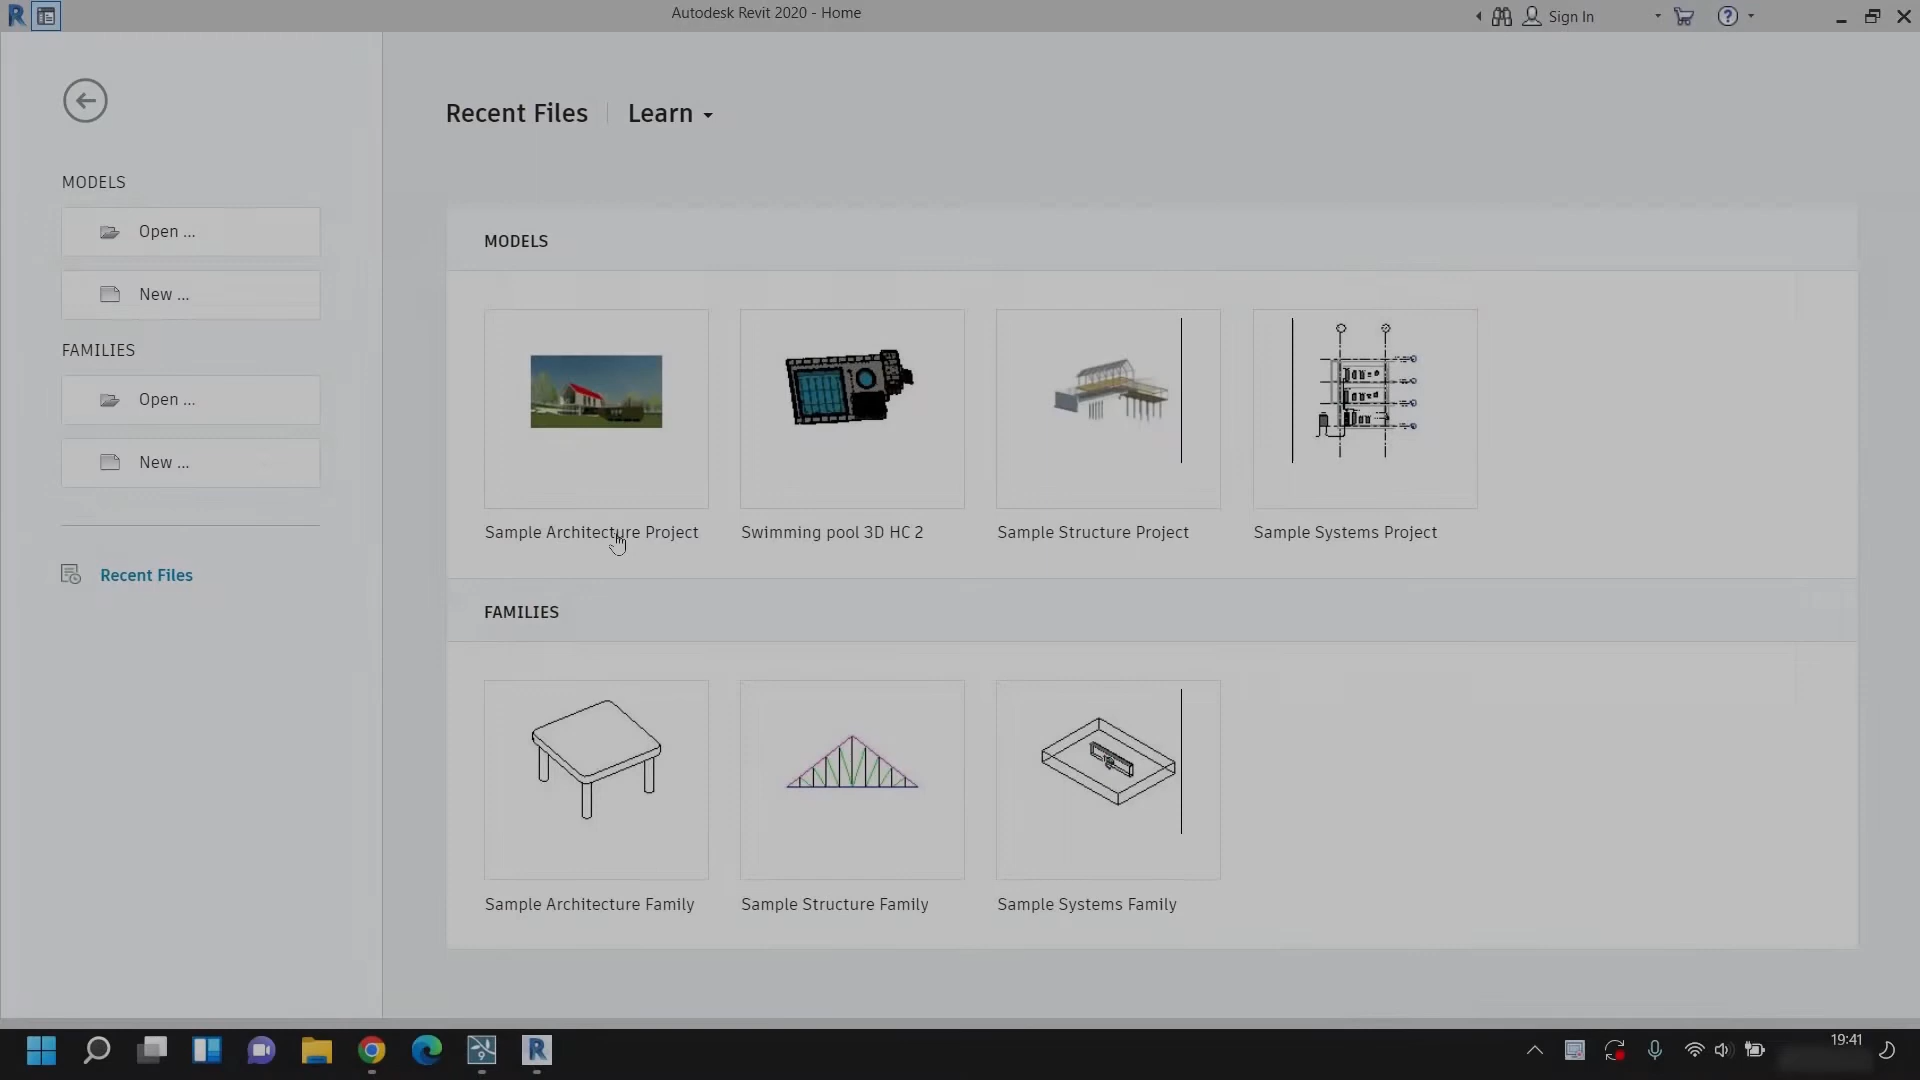 Autodesk Revit 2020 - Home
Sign In
Recent Files
Learn
MODELS
Open ...
New ...
FAMILIES
Open ...
New ...
Recent Files
MODELS
Sample Architecture Project
Swimming pool 3D HC 2
Sample Structure Project
Sample Systems Project
FAMILIES
Sample Architecture Family
Sample Structure Family
Sample Systems Family
19:41